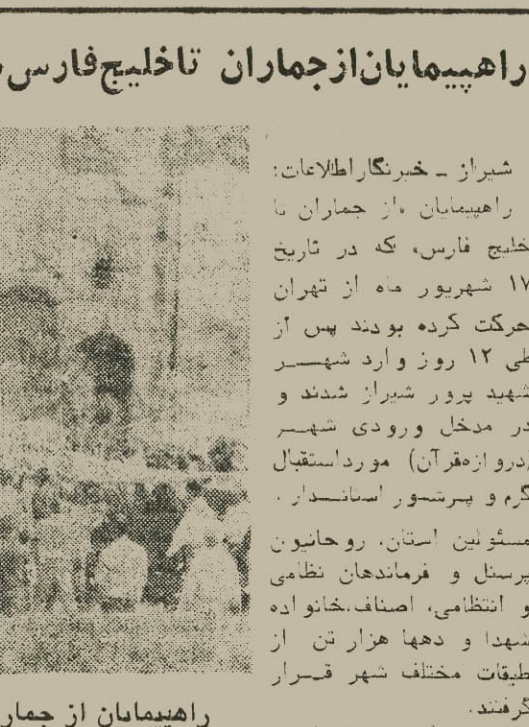 راهپیمایان از جماران تا خلیج فارس
شیراز ـ خبرنگار اطلاعات:
راهپیمایان «از جماران تا
خلیج فارس» که در تاریخ
۱۷ شهریور ماه از تهران
حرکت کرده بودند پس از
طی ۱۲ روز وارد شهر
شهید پرور شیراز شدند و
در مدخل ورودی شهر
(دروازه قرآن) مورد استقبال
گرم و پرشور استاندار.
مسئولین استان، روحانیون
پرسنل و فرماندهان نظامی
و انتظامی، اصناف، خانواده
شهدا و دهها هزار تن از
طبقات مختلف شهر قرار
گرفتند.
راهپیمایان از جمار